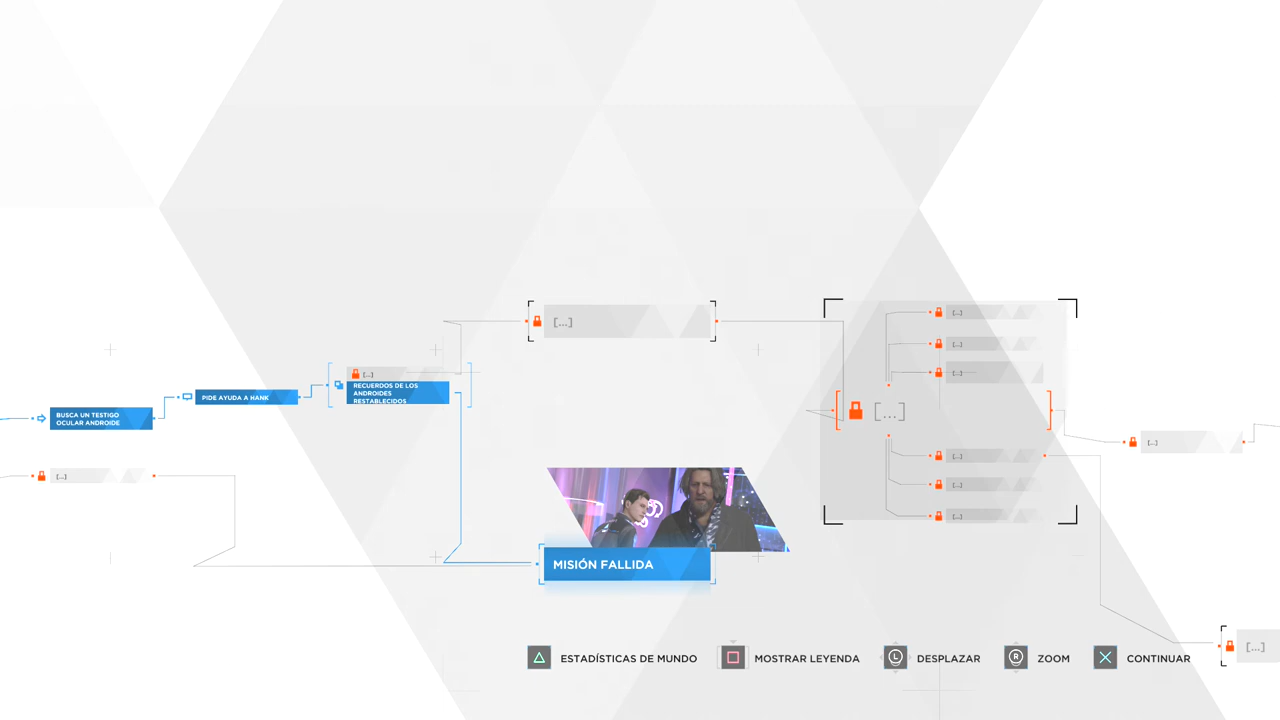 [...]
[...]
[...]
[...]
[...]
RECUERDOS DE LOS
ANDROIDES
RESTABLECIDOS
PIDE AYUDA A HANK
BUSCA UN TESTIGO
OCULAR ANDROIDE
[...]
[...]
[...]
[...]
[...]
[...]
[...]
MISIÓN FALLIDA
[...]
ESTADÍSTICAS DE MUNDO
MOSTRAR LEYENDA
L
DESPLAZAR
R
ZOOM
CONTINUAR